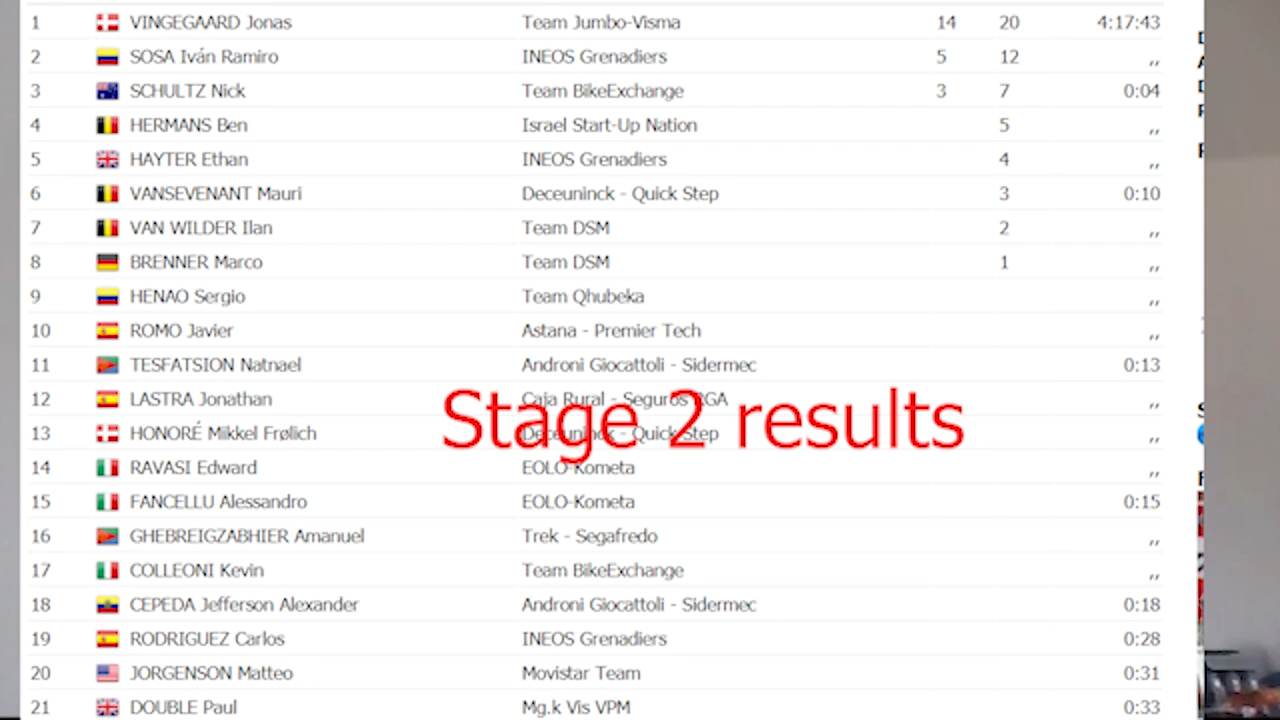 1 VINGEGAARD Jonas Team Jumbo-Visma 14 20 4:17:43
2 SOSA Iván Ramiro INEOS Grenadiers 5 12 ,,
3 SCHULTZ Nick Team BikeExchange 3 7 0:04
4 HERMANS Ben Israel Start-Up Nation 5 ,,
5 HAYTER Ethan INEOS Grenadiers 4 ,,
6 VANSEVENANT Mauri Deceuninck - Quick Step 3 0:10
7 VAN WILDER Ilan Team DSM 2 ,,
8 BRENNER Marco Team DSM 1 ,,
9 HENAO Sergio Team Qhubeka ,,
10 ROMO Javier Astana - Premier Tech ,,
11 TESFATSION Natnael Androni Giocattoli - Sidermec 0:13
12 LASTRA Jonathan Caja Rural - Seguros RGA ,,
Stage 2 results
13 HONORÉ Mikkel Frølich Deceuninck - Quick Step ,,
14 RAVASI Edward EOLO-Kometa ,,
15 FANCELLU Alessandro EOLO-Kometa 0:15
16 GHEBREIGZABHIER Amanuel Trek - Segafredo ,,
17 COLLEONI Kevin Team BikeExchange ,,
18 CEPEDA Jefferson Alexander Androni Giocattoli - Sidermec 0:18
19 RODRIGUEZ Carlos INEOS Grenadiers 0:28
20 JORGENSON Matteo Movistar Team 0:31
21 DOUBLE Paul Mg.k Vis VPM 0:33